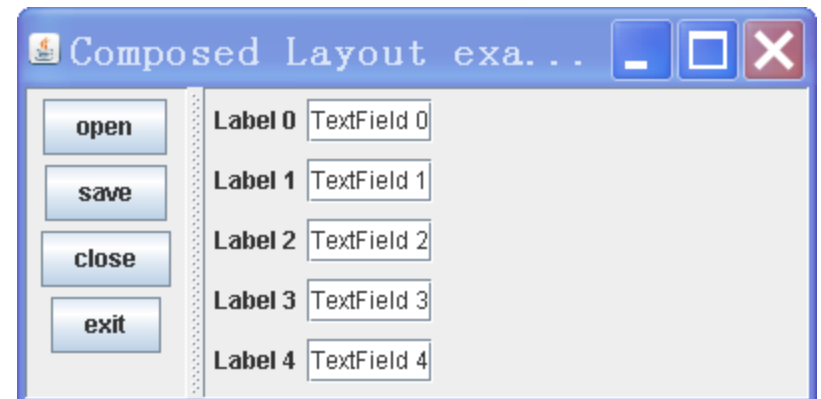 Composed Layout exa...
open
save
close
exit
Label 0 TextField 0
Label 1 TextField 1
Label 2 TextField 2
Label 3 TextField 3
Label 4 TextField 4